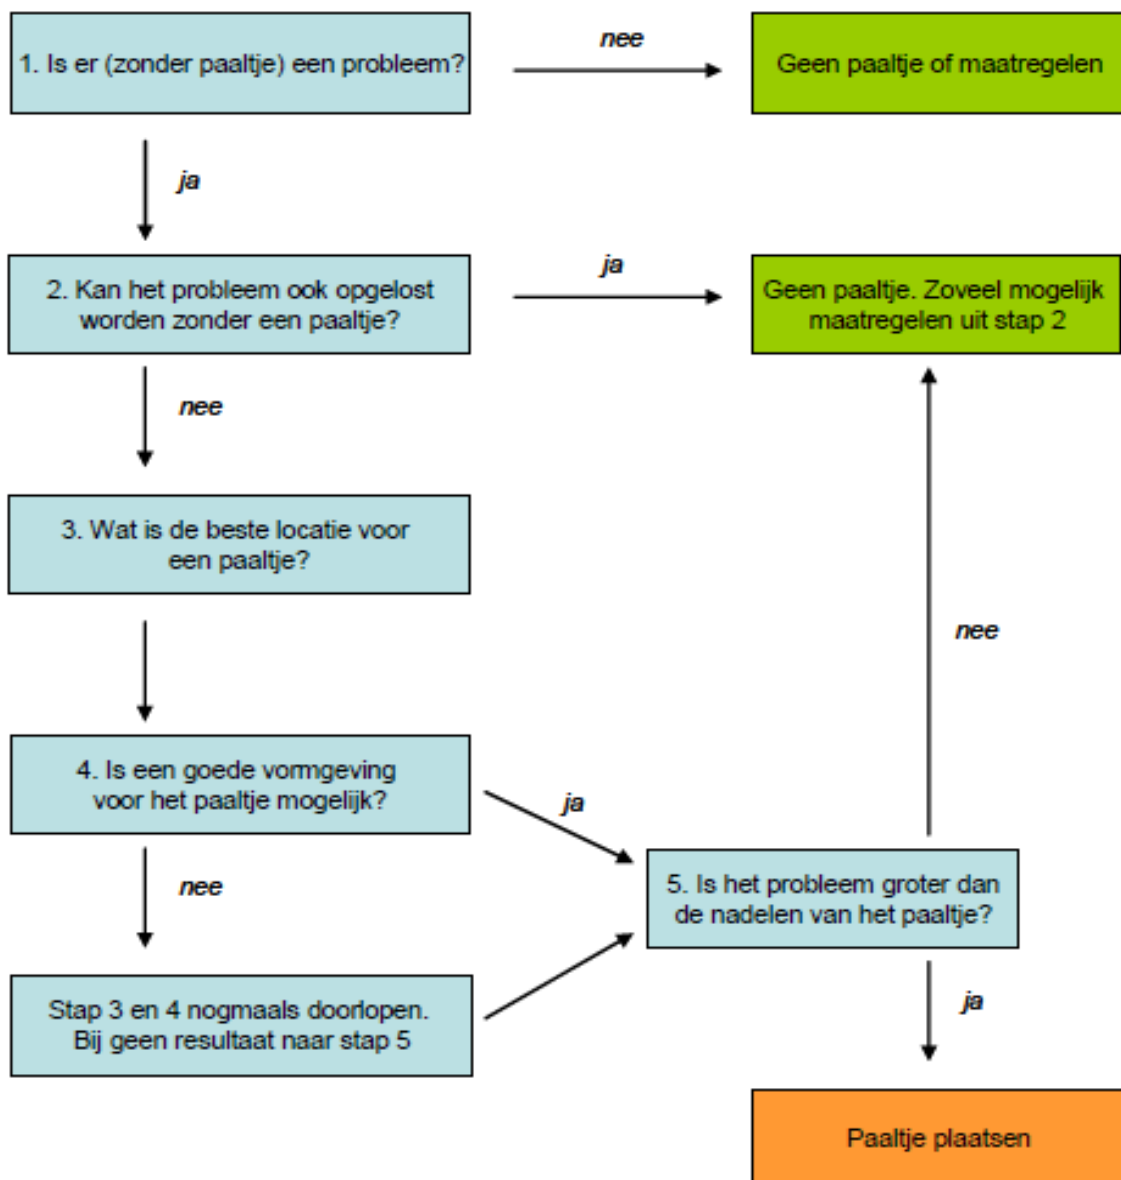 1. Is er (zonder paaltje) een probleem?
nee
Geen paaltje of maatregelen
ja
2. Kan het probleem ook opgelost
worden zonder een paaltje?
ja
Geen paaltje. Zoveel mogelijk
maatregelen uit stap 2
nee
3. Wat is de beste locatie voor
een paaltje?
nee
4. Is een goede vormgeving
voor het paaltje mogelijk?
ja
nee
5. Is het probleem groter dan
de nadelen van het paaltje?
Stap 3 en 4 nogmaals doorlopen.
Bij geen resultaat naar stap 5
ja
Paaltje plaatsen